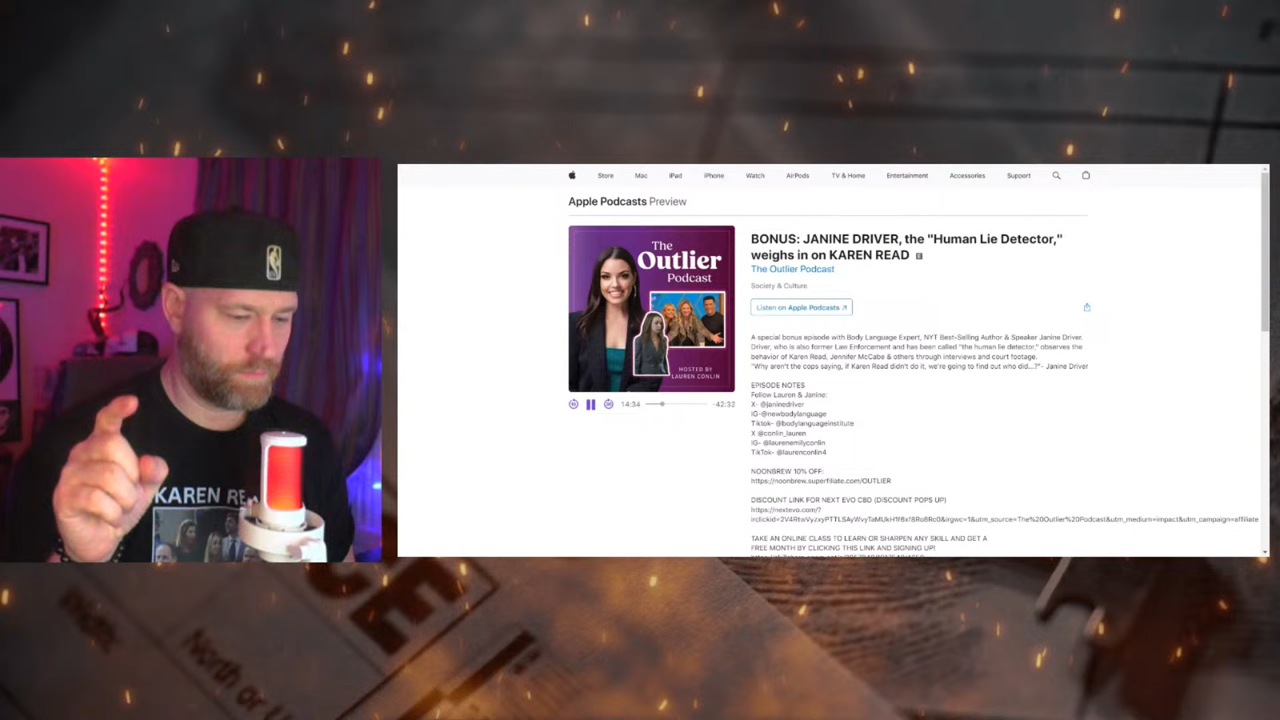 Store Mac iPad iPhone Watch AirPods TV & Home Entertainment Accessories Support
Apple Podcasts Preview
The
Outlier
Podcast
HOSTED BY
LAUREN CONLIN
14:34
-42:32
BONUS: JANINE DRIVER, the "Human Lie Detector,"
weighs in on KAREN READ E
The Outlier Podcast
Society & Culture
Listen on Apple Podcasts ↗
A special bonus episode with Body Language Expert, NYT Best-Selling Author & Speaker Janine Driver.
Driver, who is also former Law Enforcement and has been called "the human lie detector," observes the
behavior of Karen Read, Jennifer McCabe & others through interviews and court footage.
"Why aren't the cops saying, if Karen Read didn't do it, we're going to find out who did...?"- Janine Driver
EPISODE NOTES
Follow Lauren & Janine:
X- @janinedriver
IG-@newbodylanguage
Tiktok- @bodylanguageinstitute
X @conlin_lauren
IG- @laurenemilyconlin
TikTok- @laurenconlin4
NOONBREW 10% OFF:
https://noonbrew.superfiliate.com/OUTLIER
DISCOUNT LINK FOR NEXT EVO CBD (DISCOUNT POPS UP)
https://nextevo.com/?
TAKE AN ONLINE CLASS TO LEARN OR SHARPEN ANY SKILL AND GET A
FREE MONTH BY CLICKING THIS LINK AND SIGNING UP!
KAREN RE
CE
North or